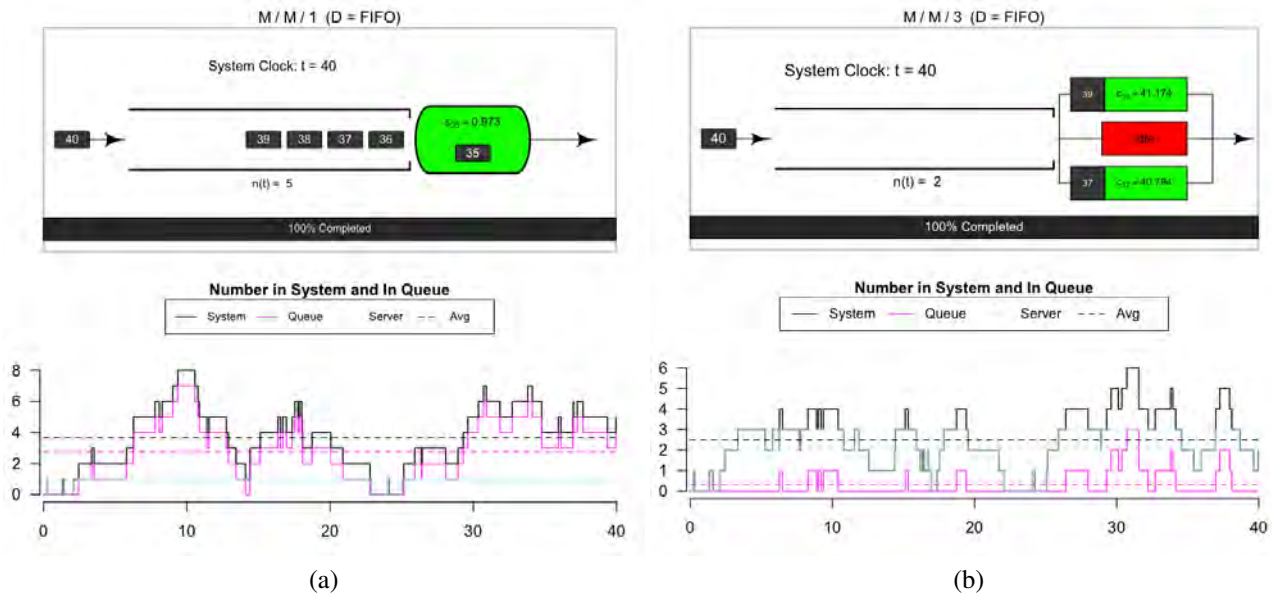 M / M / 1 (D = FIFO)
System Clock: t = 40
40
39 38 37 36
35
n(t) = 5
100% Completed
Number in System and In Queue
System Queue Server Avg
8
6
4
2
0
0 10 20 30 40
(a)
M / M / 3 (D = FIFO)
System Clock: t = 40
39
c₃₉ = 41.174
40
37
n(t) = 2
100% Completed
Number in System and In Queue
System Queue Server Avg
6
5
4
3
2
1
0
0 10 20 30 40
(b)